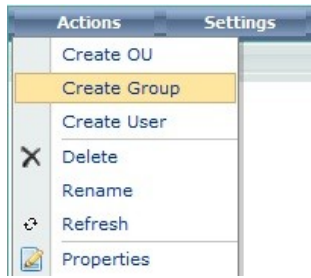 Actions Settings
Create OU
Create Group
Create User
Delete
Rename
Refresh
Properties